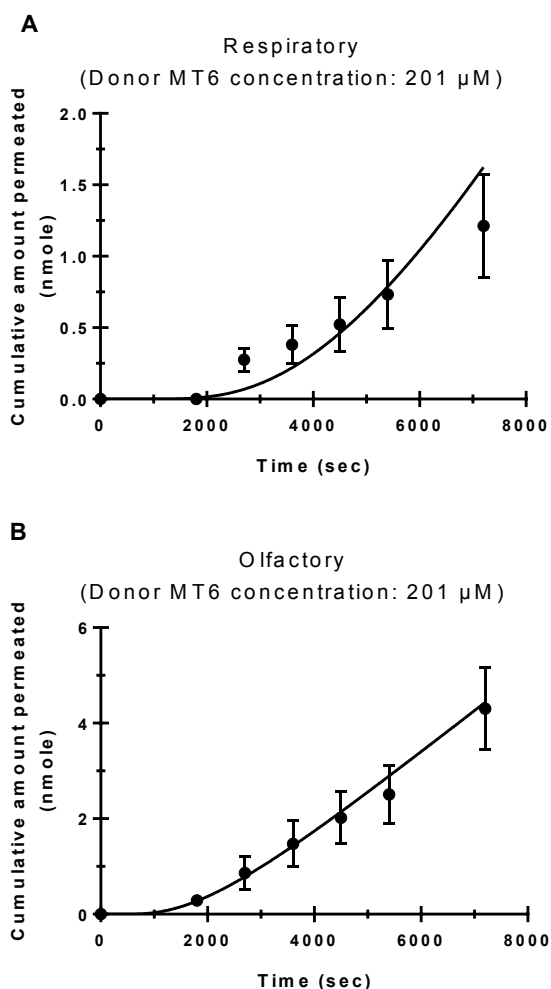 A
Respiratory
(Donor MT6 concentration: 201 µM)
Cumulative amount permeated
(nmole)
2.0
1.5
1.0
0.5
0.0
0 2000 4000 6000 8000
Time (sec)
B
Olfactory
(Donor MT6 concentration: 201 µM)
Cumulative amount permeated
(nmole)
6
4
2
0
0 2000 4000 6000 8000
Time (sec)